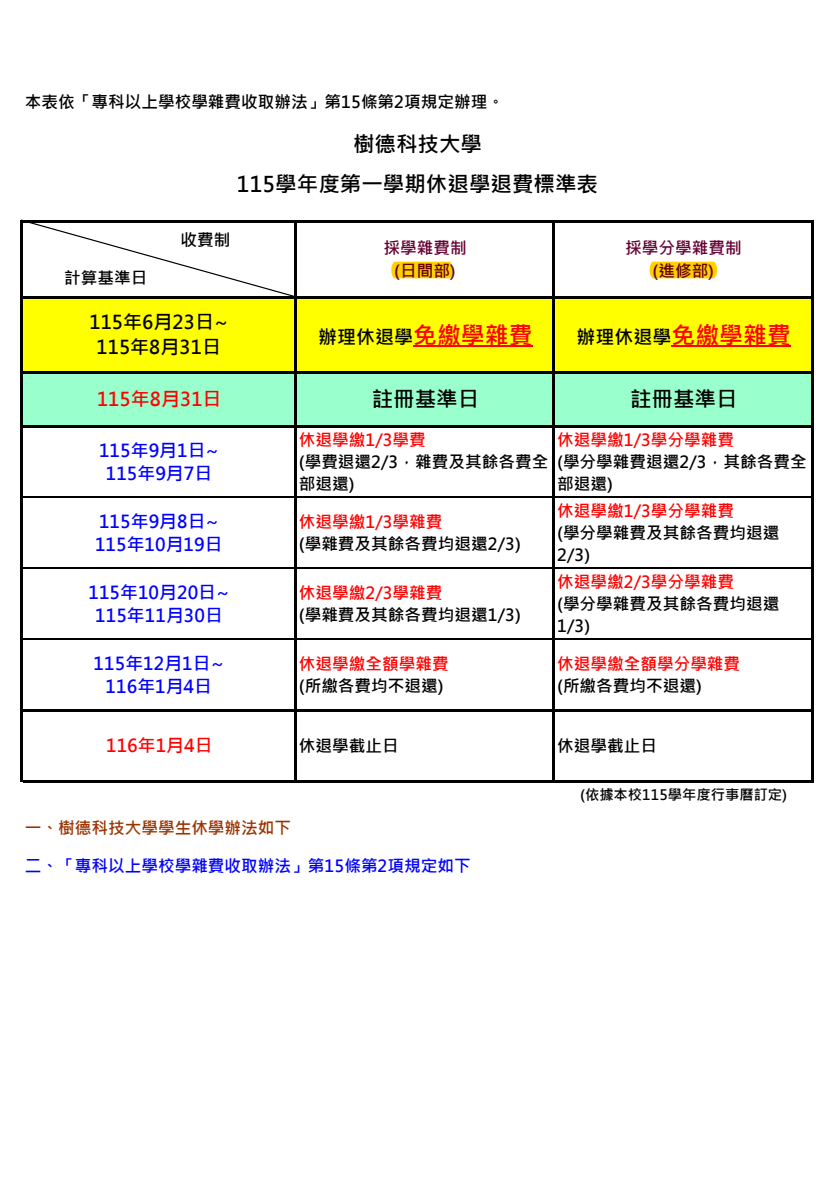 本表依「專科以上學校學雜費收取辦法」第15條第2項規定辦理。
樹德科技大學
115學年度第一學期休退學退費標準表
收費制
計算基準日
採學雜費制
(日間部)
採學分學雜費制
(進修部)
115年6月23日~
115年8月31日
辦理休退學免繳學雜費
辦理休退學免繳學雜費
115年8月31日
註冊基準日
註冊基準日
115年9月1日~
115年9月7日
休退學繳1/3學費
(學費退還2/3，雜費及其餘各費全
部退還)
休退學繳1/3學分學雜費
(學分學雜費退還2/3，其餘各費全
部退還)
115年9月8日~
115年10月19日
休退學繳1/3學雜費
(學雜費及其餘各費均退還2/3)
休退學繳1/3學分學雜費
(學分學雜費及其餘各費均退還
2/3)
115年10月20日~
115年11月30日
休退學繳2/3學雜費
(學雜費及其餘各費均退還1/3)
休退學繳2/3學分學雜費
(學分學雜費及其餘各費均退還
1/3)
115年12月1日~
116年1月4日
休退學繳全額學雜費
(所繳各費均不退還)
休退學繳全額學分學雜費
(所繳各費均不退還)
116年1月4日
休退學截止日
休退學截止日
(依據本校115學年度行事曆訂定)
一、樹德科技大學學生休學辦法如下
二、「專科以上學校學雜費收取辦法」第15條第2項規定如下